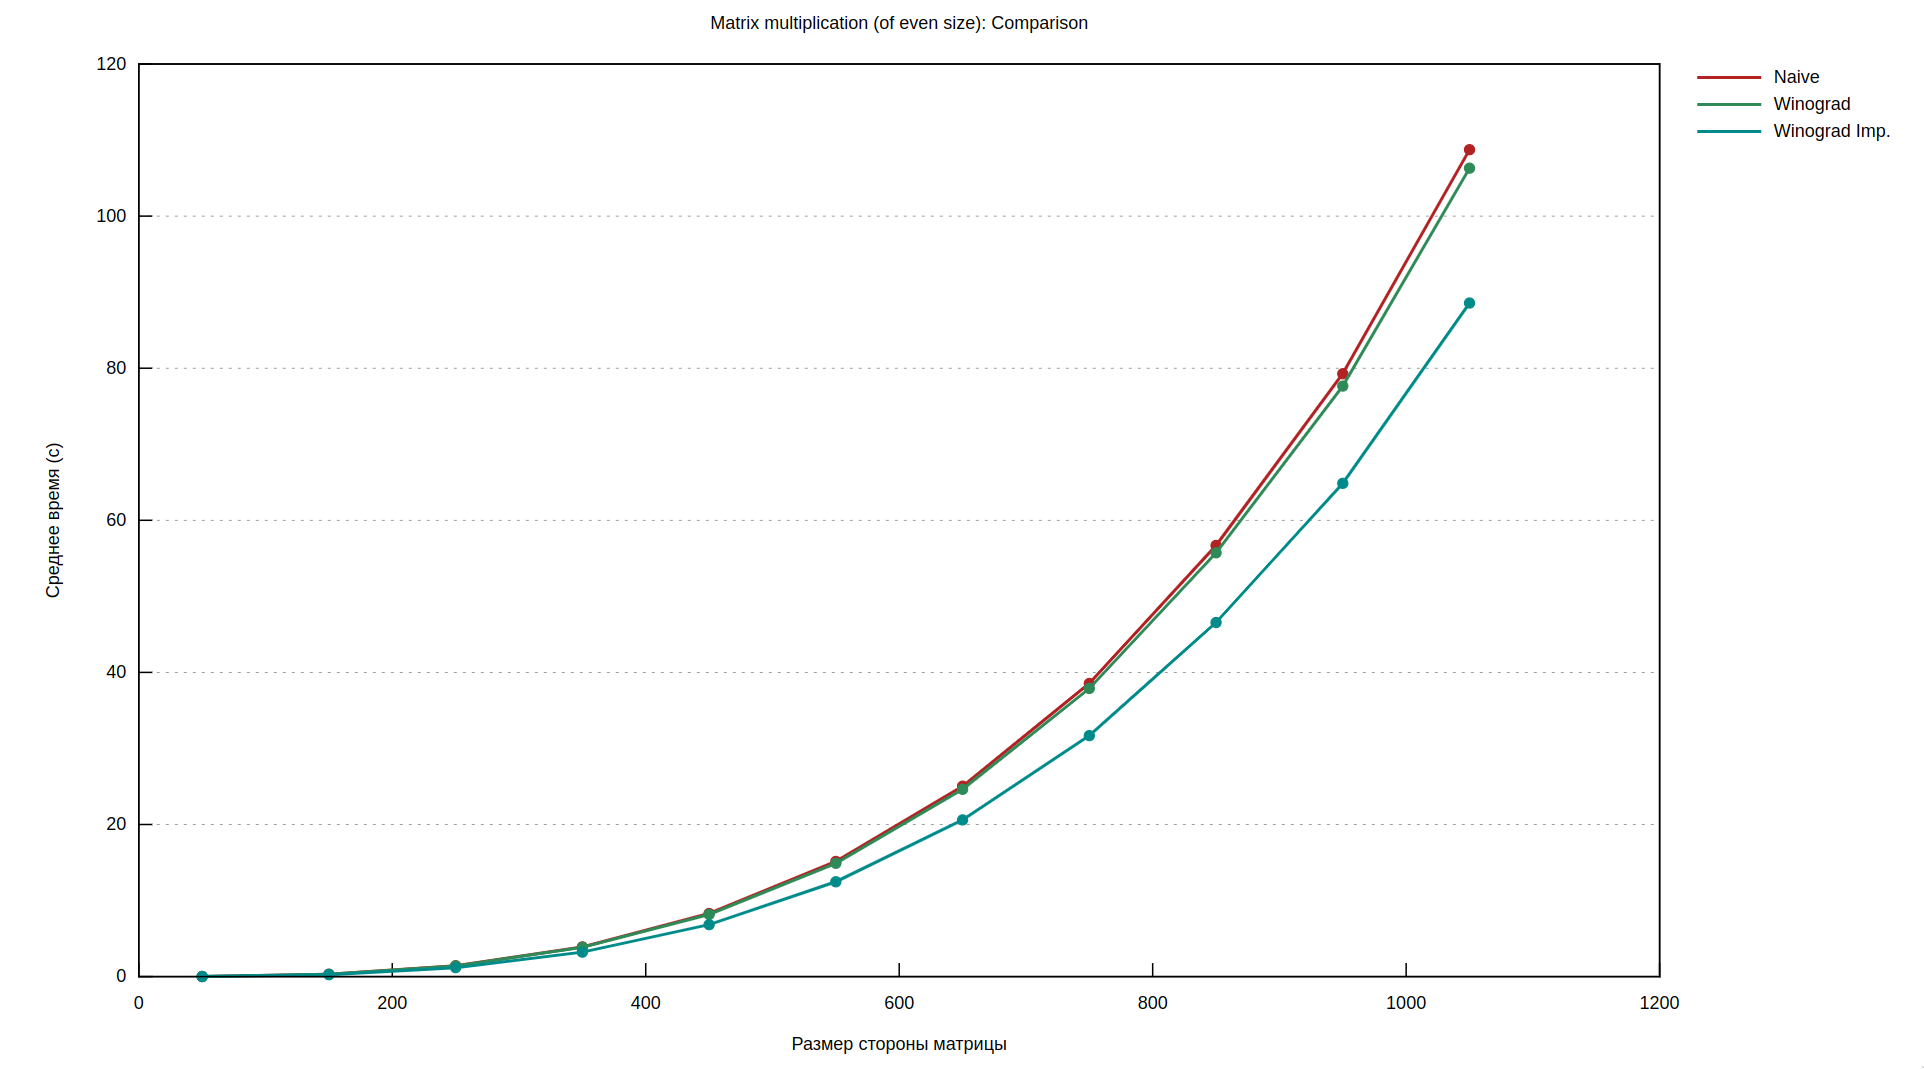 Matrix multiplication (of even size): Comparison
Naive
Winograd
Winograd Imp.
120
100
80
60
40
20
0
Среднее время (с)
0 200 400 600 800 1000 1200
Размер стороны матрицы